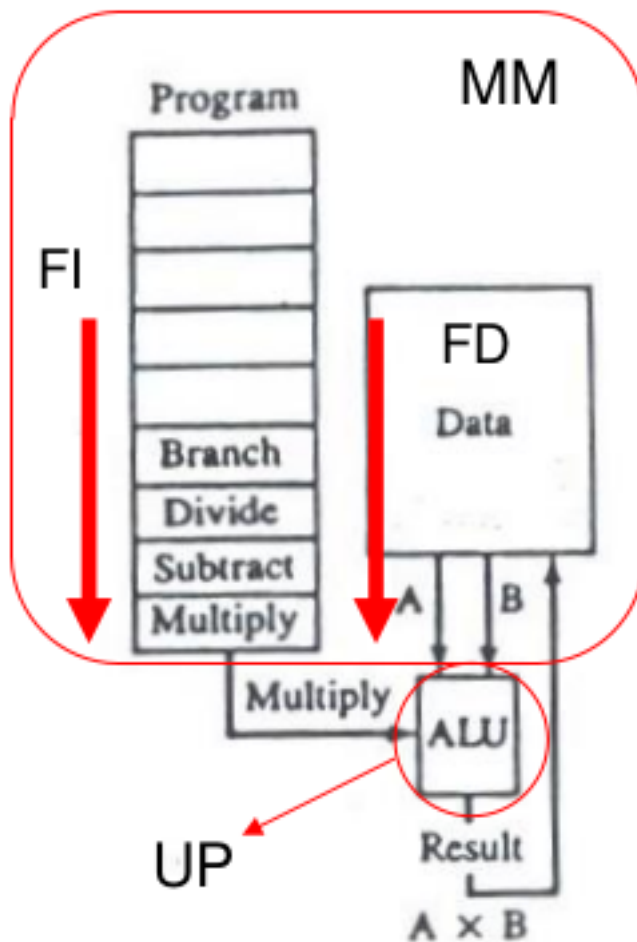 MM
Program
FI
FD
Data
Branch
Divide
Subtract
Multiply
A
B
Multiply
ALU
UP
Result
A × B